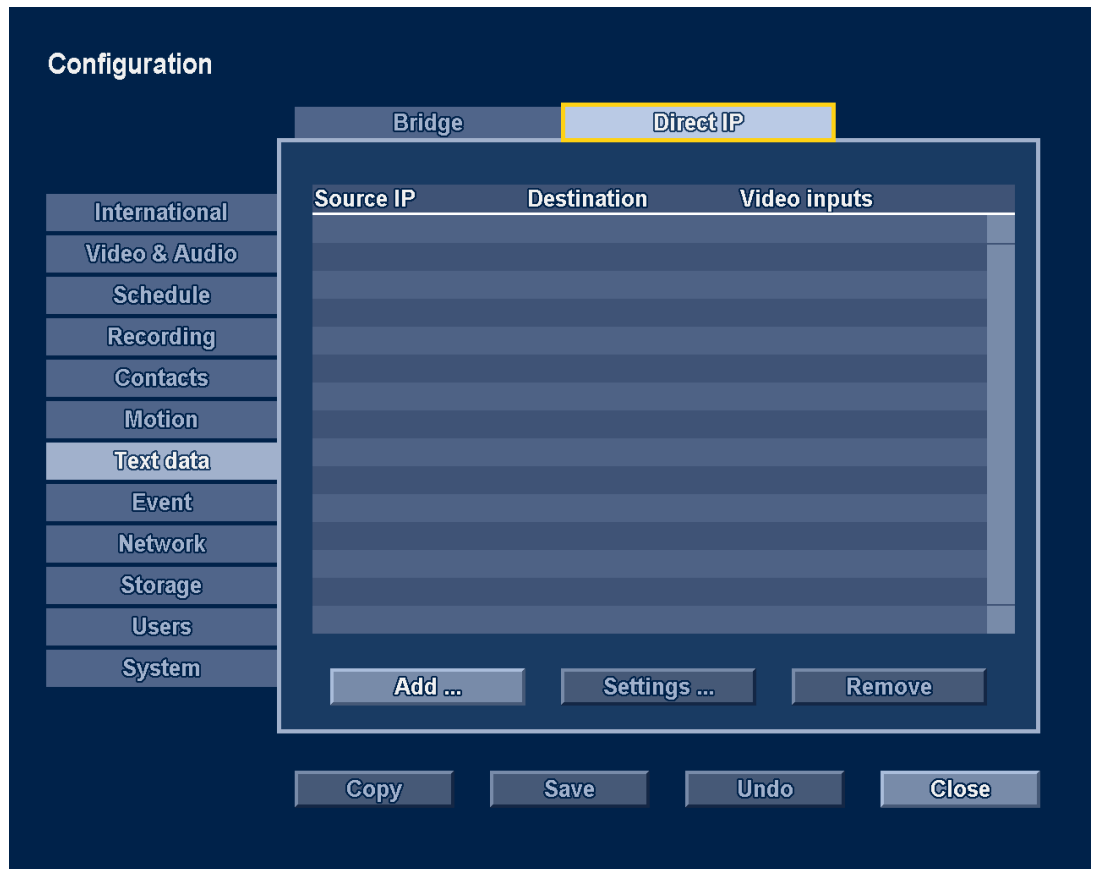 Configuration
Bridge Direct IP
Source IP Destination Video inputs
International
Video & Audio
Schedule
Recording
Contacts
Motion
Text data
Event
Network
Storage
Users
System
Add ... Settings ... Remove
Copy Save Undo Close